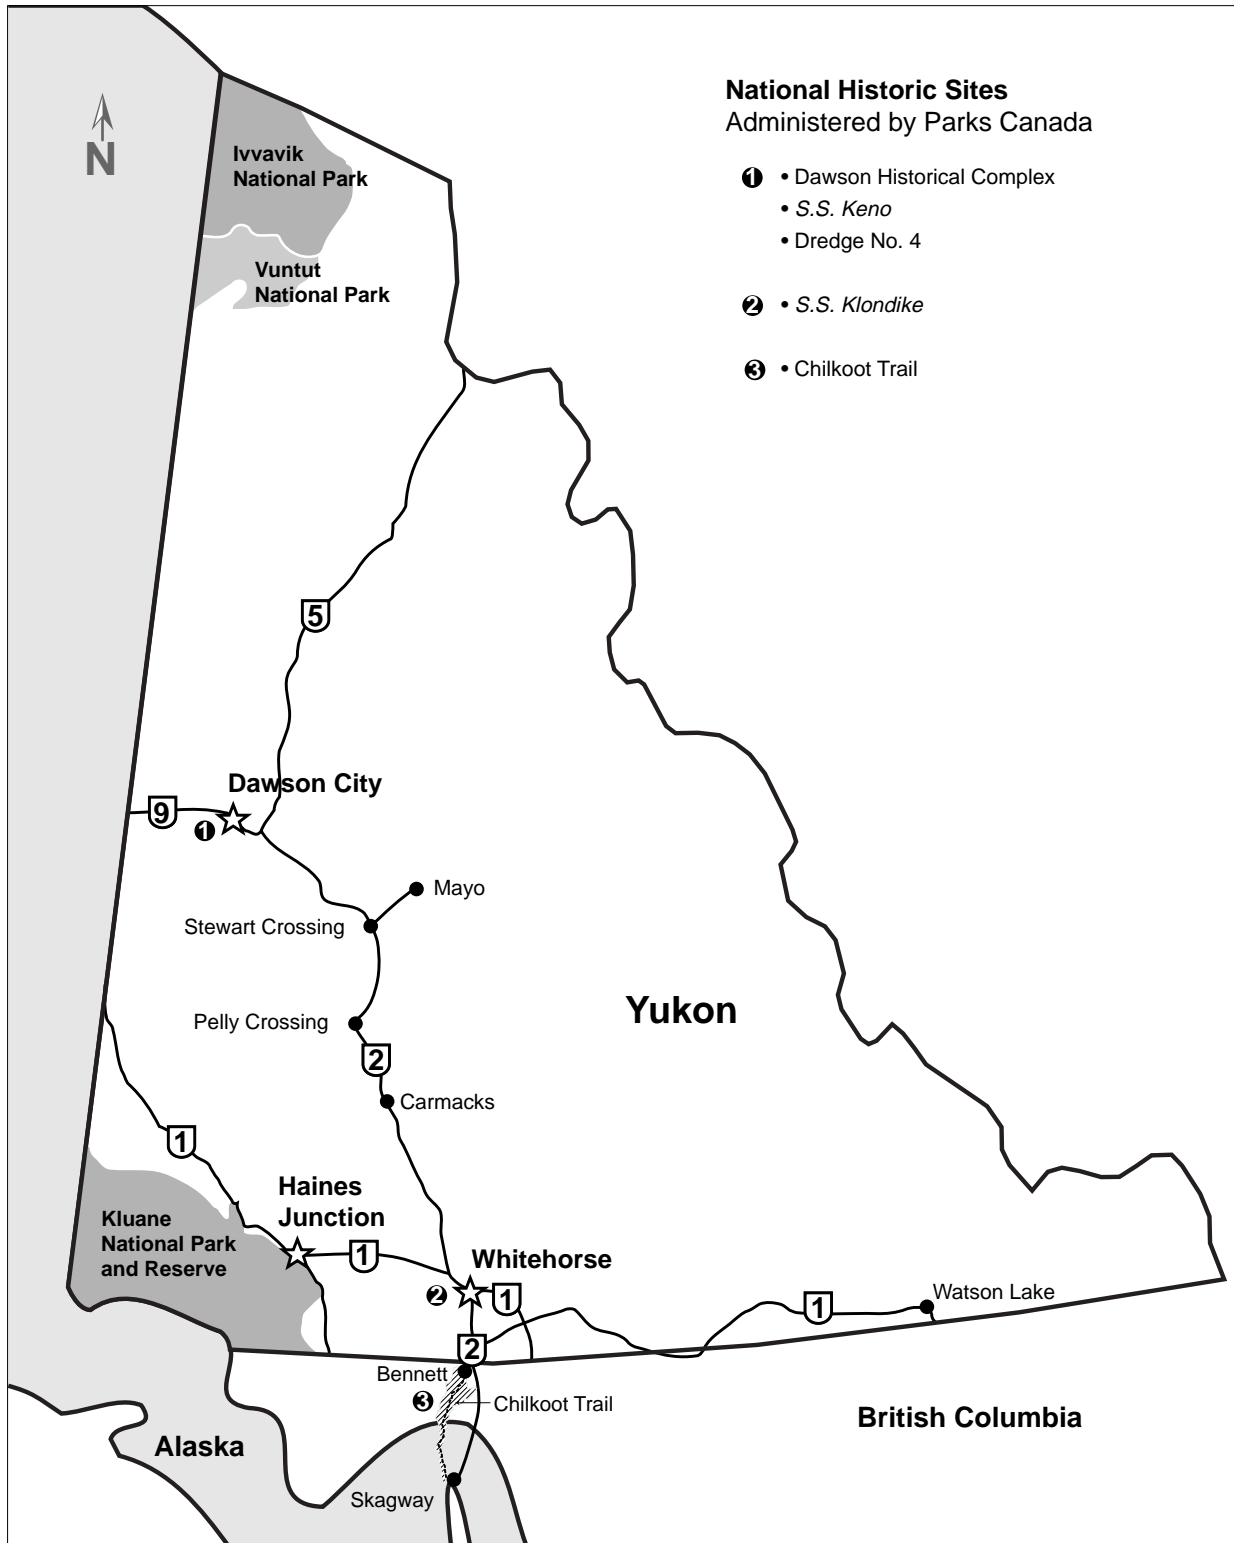 National Historic Sites
Administered by Parks Canada
1 • Dawson Historical Complex
• S.S. Keno
• Dredge No. 4
2 • S.S. Klondike
3 • Chilkoot Trail
N
Ivvavik
National Park
Vuntut
National Park
5
Dawson City
9
1
Mayo
Stewart Crossing
Pelly Crossing
Yukon
2
Carmacks
1
Haines
Junction
Kluane
National Park
and Reserve
1
Whitehorse
2
1
1
Watson Lake
2
Bennett
3
Chilkoot Trail
British Columbia
Alaska
Skagway